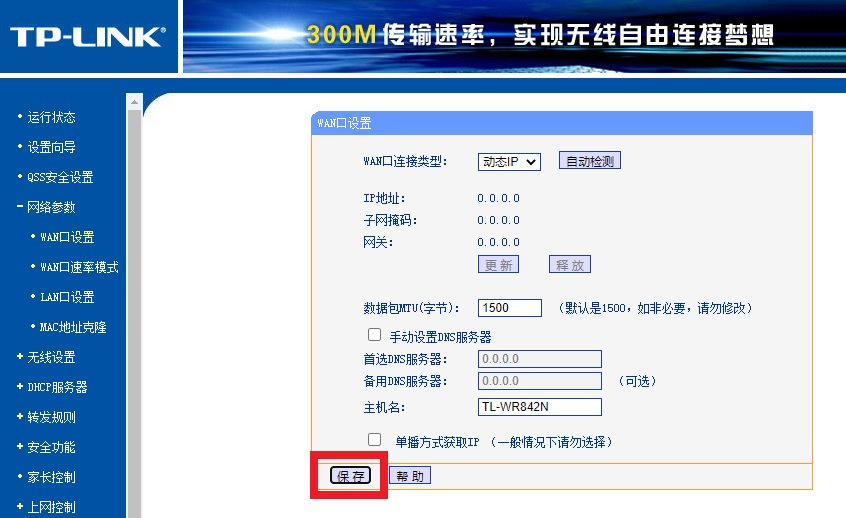 TP-LINK®
300M 传输速率，实现无线自由连接梦想
• 运行状态
• 设置向导
• QSS安全设置
- 网络参数
• WAN口设置
• WAN口速率模式
• LAN口设置
• MAC地址克隆
+ 无线设置
+ DHCP服务器
+ 转发规则
+ 安全功能
• 家长控制
+ 上网控制
WAN口设置
WAN口连接类型： 动态IP 自动检测
IP地址： 0.0.0.0
子网掩码： 0.0.0.0
网关： 0.0.0.0
更新 释放
数据包MTU(字节)： 1500 （默认是1500，如非必要，请勿修改）
手动设置DNS服务器
首选DNS服务器： 0.0.0.0
备用DNS服务器： 0.0.0.0 （可选）
主机名： TL-WR842N
单播方式获取IP （一般情况下请勿选择）
保存 帮助